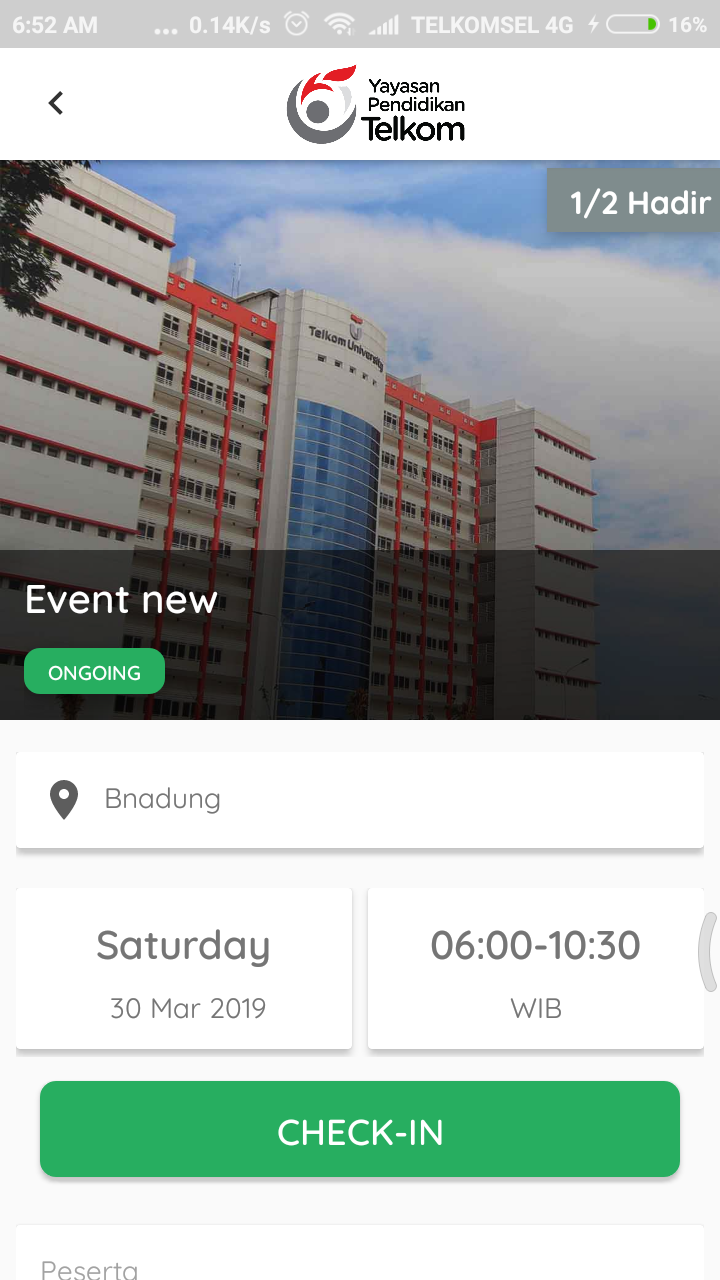 6:52 AM ... 0.14K/s TELKOMSEL 4G 16%
Yayasan
Pendidikan
Telkom
1/2 Hadir
Telkom University
Event new
ONGOING
Bnadung
Saturday
30 Mar 2019
06:00-10:30
WIB
CHECK-IN
Peserta